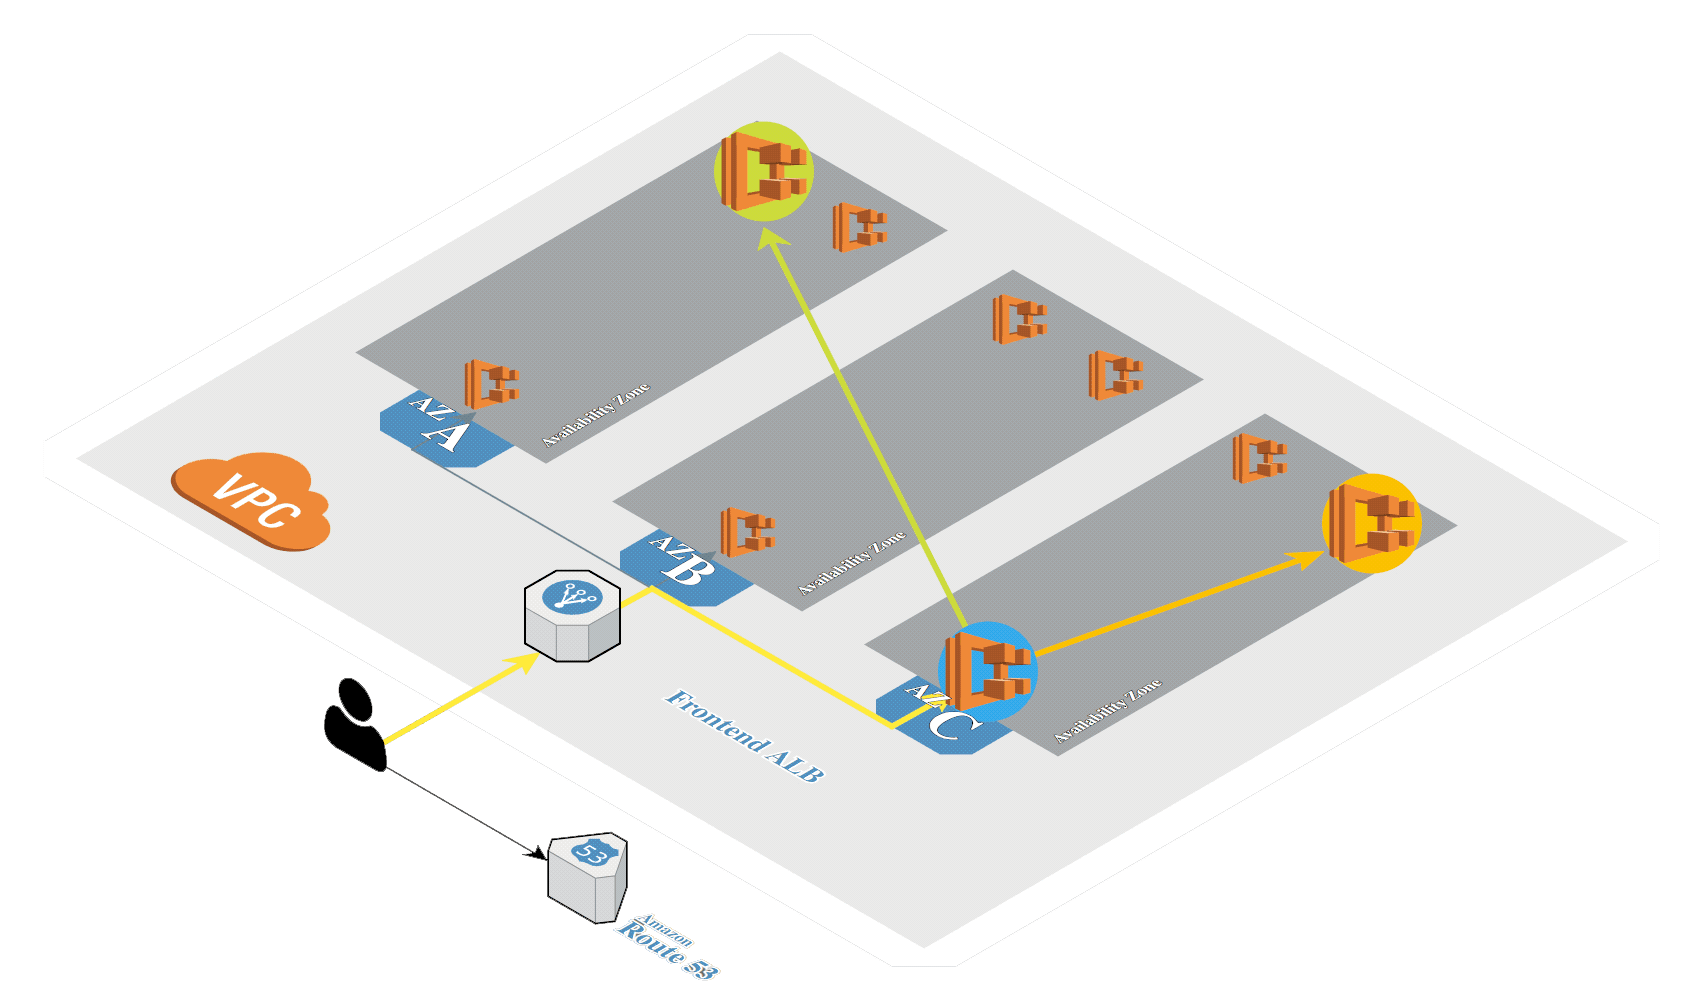 AZ
A
Availability Zone
VPC
AZ
B
Availability Zone
Frontend ALB
AZ
C
Availability Zone
53
Amazon
Route 53